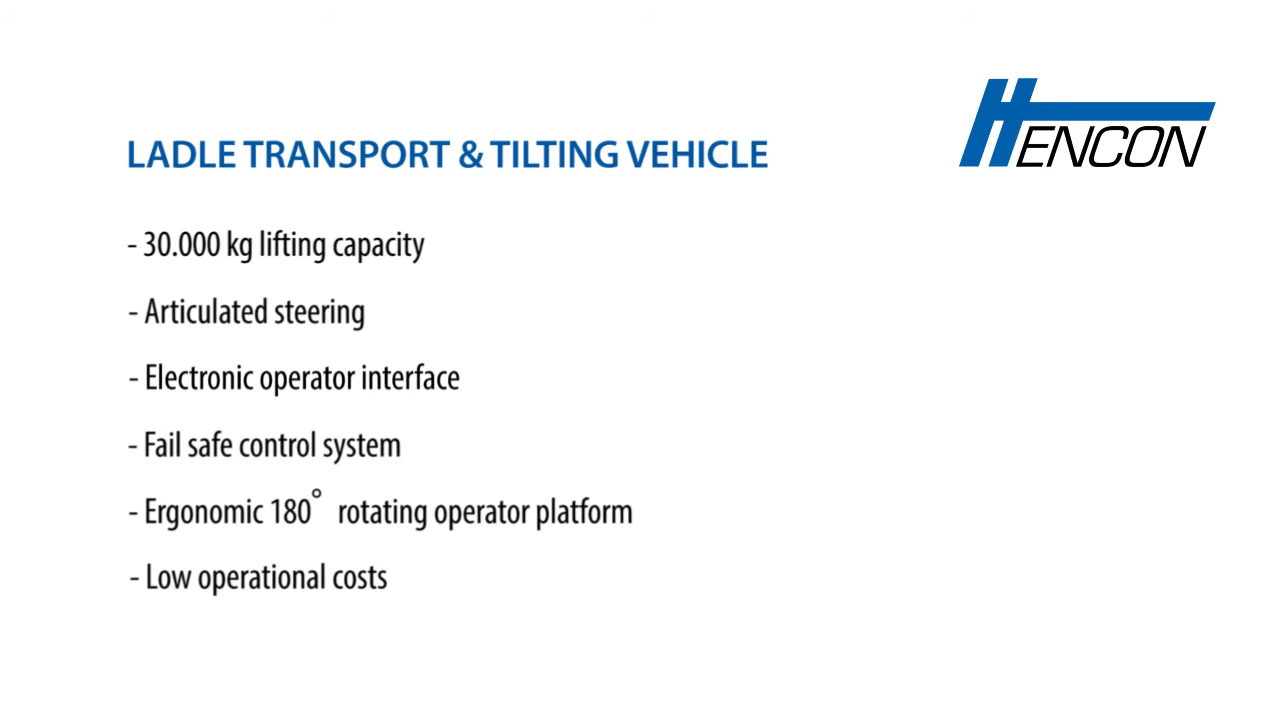 HENCON
LADLE TRANSPORT & TILTING VEHICLE
- 30.000 kg lifting capacity
- Articulated steering
- Electronic operator interface
- Fail safe control system
- Ergonomic 180° rotating operator platform
- Low operational costs